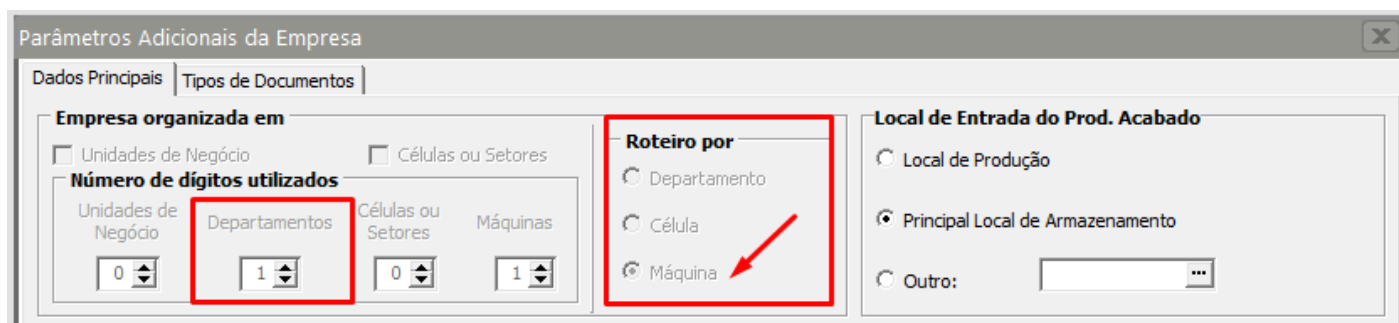 Parâmetros Adicionais da Empresa
Dados Principais
Tipos de Documentos
Empresa organizada em
Unidades de Negócio
Células ou Setores
Número de dígitos utilizados
Unidades de
Negócio
Departamentos
Células ou
Setores
Máquinas
0
1
0
1
Roteiro por
Departamento
Célula
Máquina
Local de Entrada do Prod. Acabado
Local de Produção
Principal Local de Armazenamento
Outro:
...